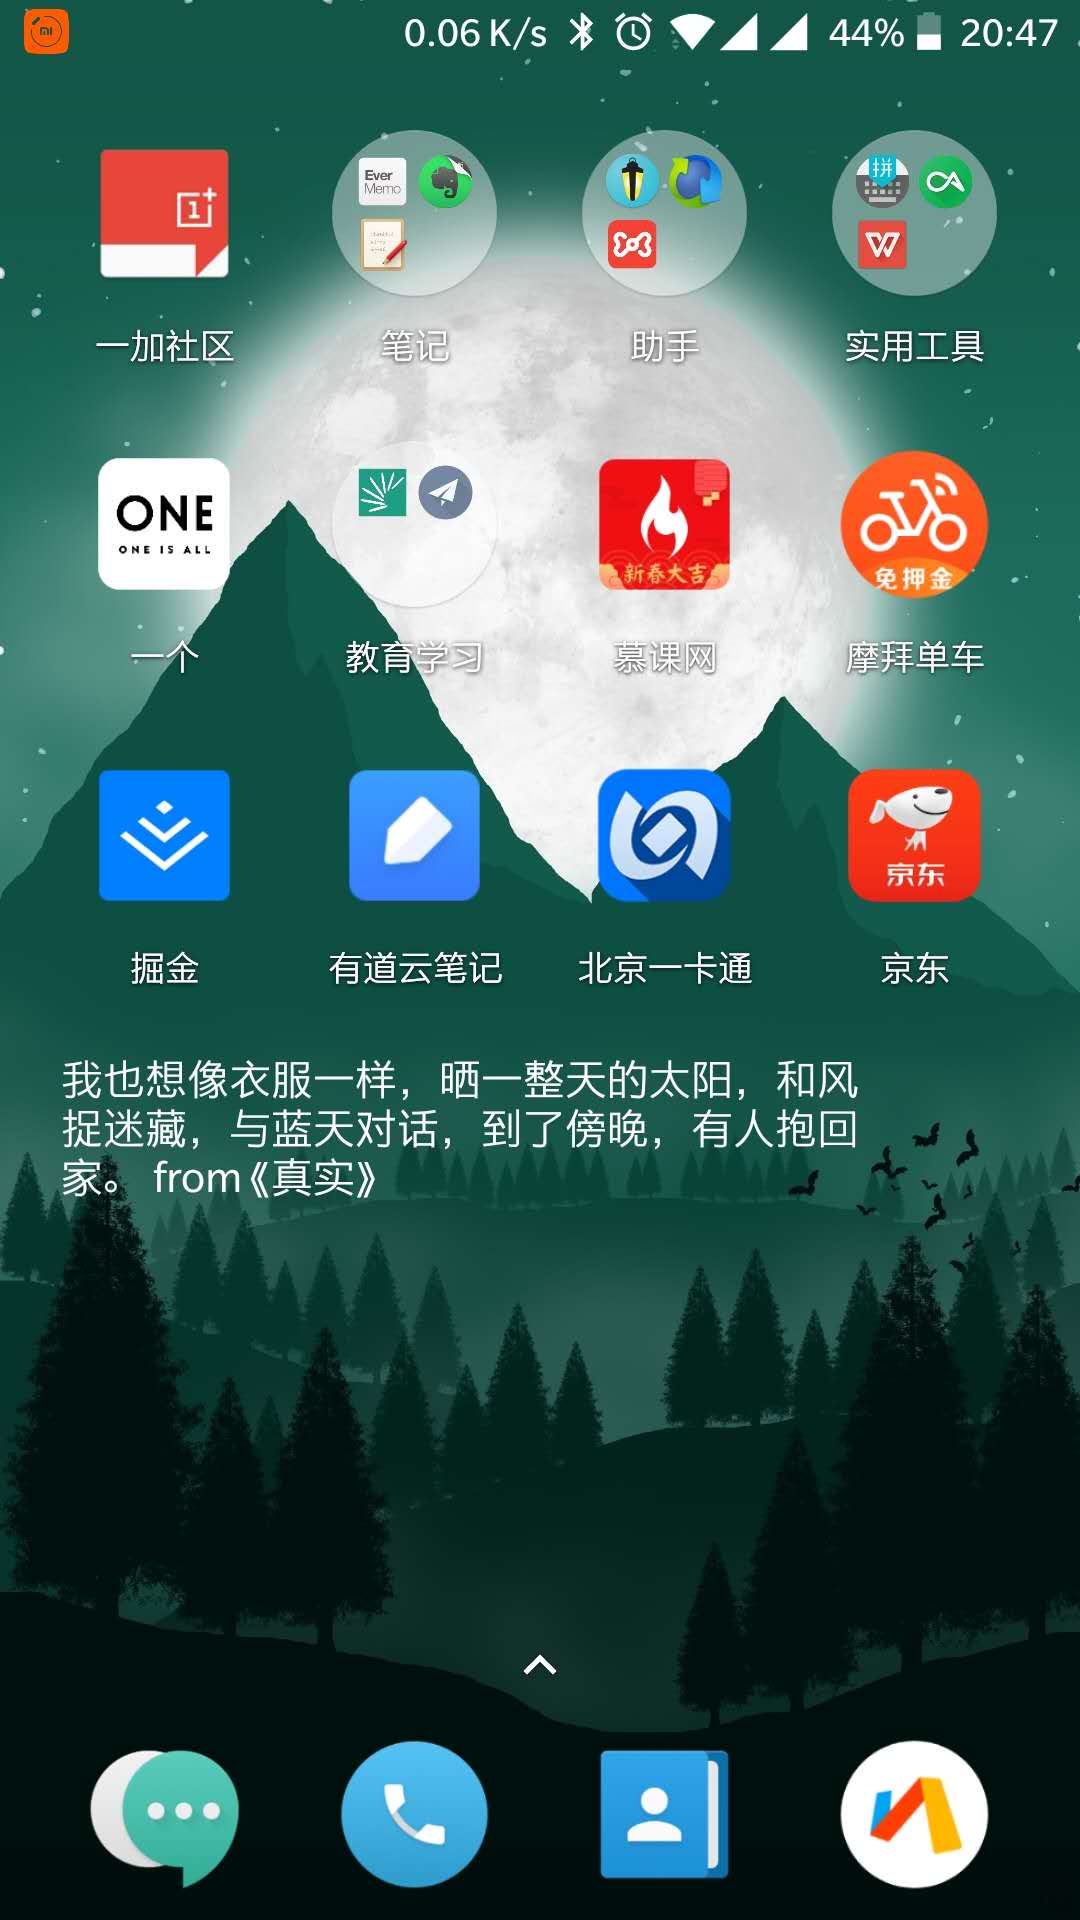 0.06 K/s 44% 20:47
Ever
Memo
拼
一加社区 笔记 助手 实用工具
ONE
ONE IS ALL
新春大吉
免押金
一个 教育学习 慕课网 摩拜单车
京东
掘金 有道云笔记 北京一卡通 京东
我也想像衣服一样，晒一整天的太阳，和风
捉迷藏，与蓝天对话，到了傍晚，有人抱回
家。 from《真实》